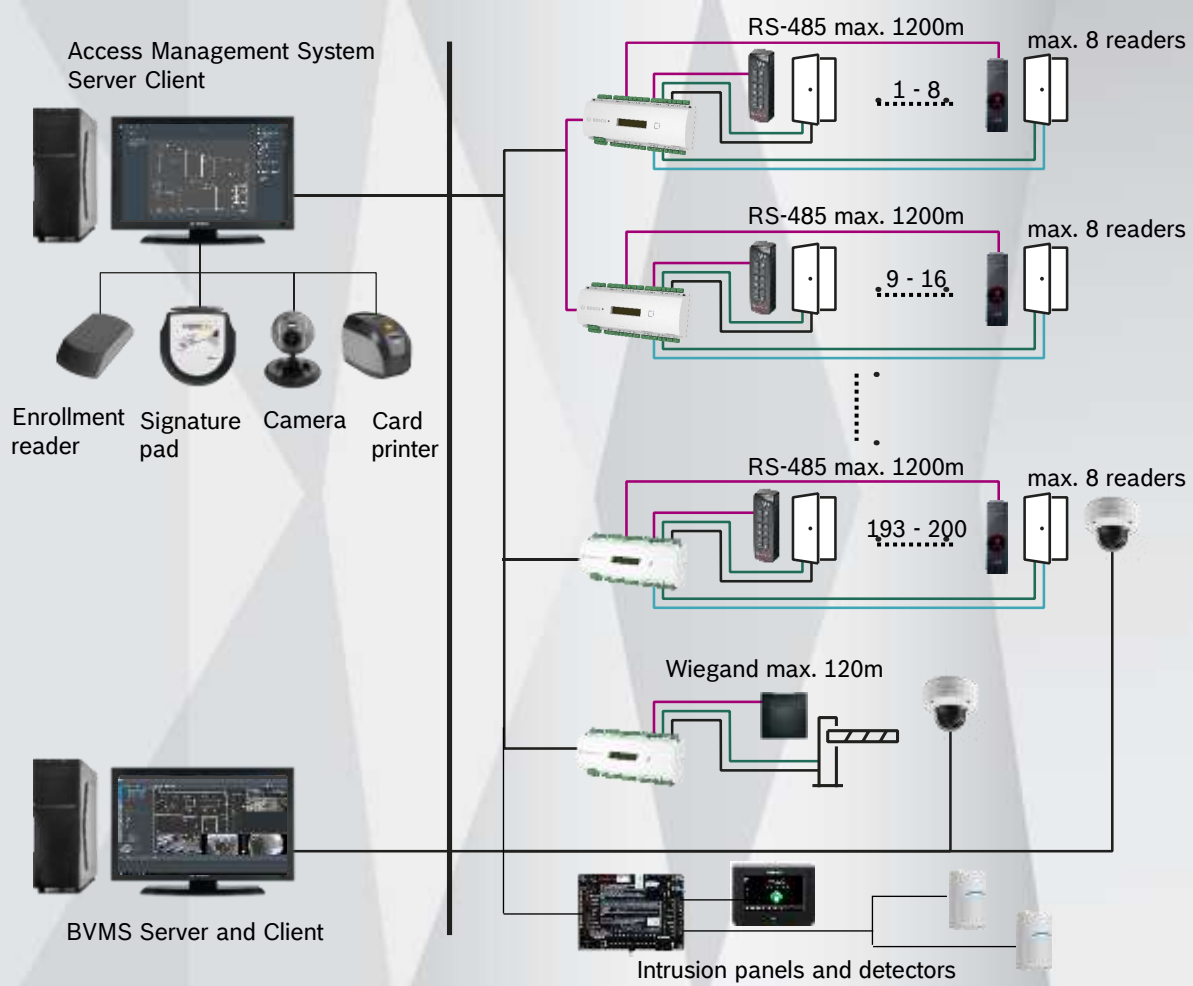 Access Management System
Server Client
RS-485 max. 1200m
max. 8 readers
1 - 8
RS-485 max. 1200m
max. 8 readers
9 - 16
Enrollment
reader
Signature
pad
Camera
Card
printer
RS-485 max. 1200m
max. 8 readers
193 - 200
Wiegand max. 120m
BVMS Server and Client
Intrusion panels and detectors